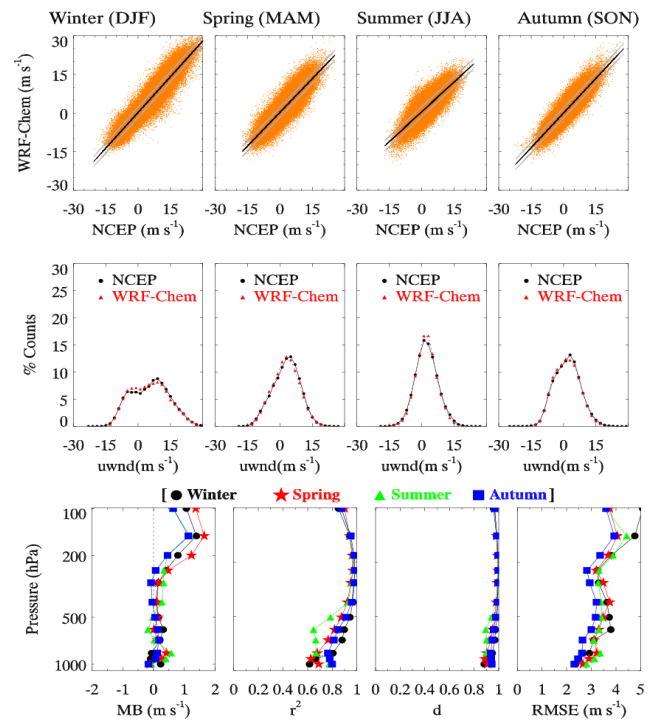 Winter (DJF) Spring (MAM) Summer (JJA) Autumn (SON)
30
15
0
-15
-30
WRF-Chem (m s-1)
-30 -15 0 15 -30 -15 0 15 -30 -15 0 15 -30 -15 0 15
NCEP (m s-1) NCEP (m s-1) NCEP (m s-1) NCEP (m s-1)
30
25
20
15
10
5
0
% Counts
NCEP NCEP NCEP NCEP
WRF-Chem WRF-Chem WRF-Chem WRF-Chem
-30 -15 0 15 -30 -15 0 15 -30 -15 0 15 -30 -15 0 15
uwnd(m s-1) uwnd(m s-1) uwnd(m s-1) uwnd(m s-1)
[ Winter Spring Summer Autumn ]
100
200
500
1000
Pressure (hPa)
-2 -1 0 1 2 0 0.2 0.4 0.6 0.8 1 0 0.2 0.4 0.6 0.8 1 0 1 2 3 4 5
MB (m s-1) r2 d RMSE (m s-1)